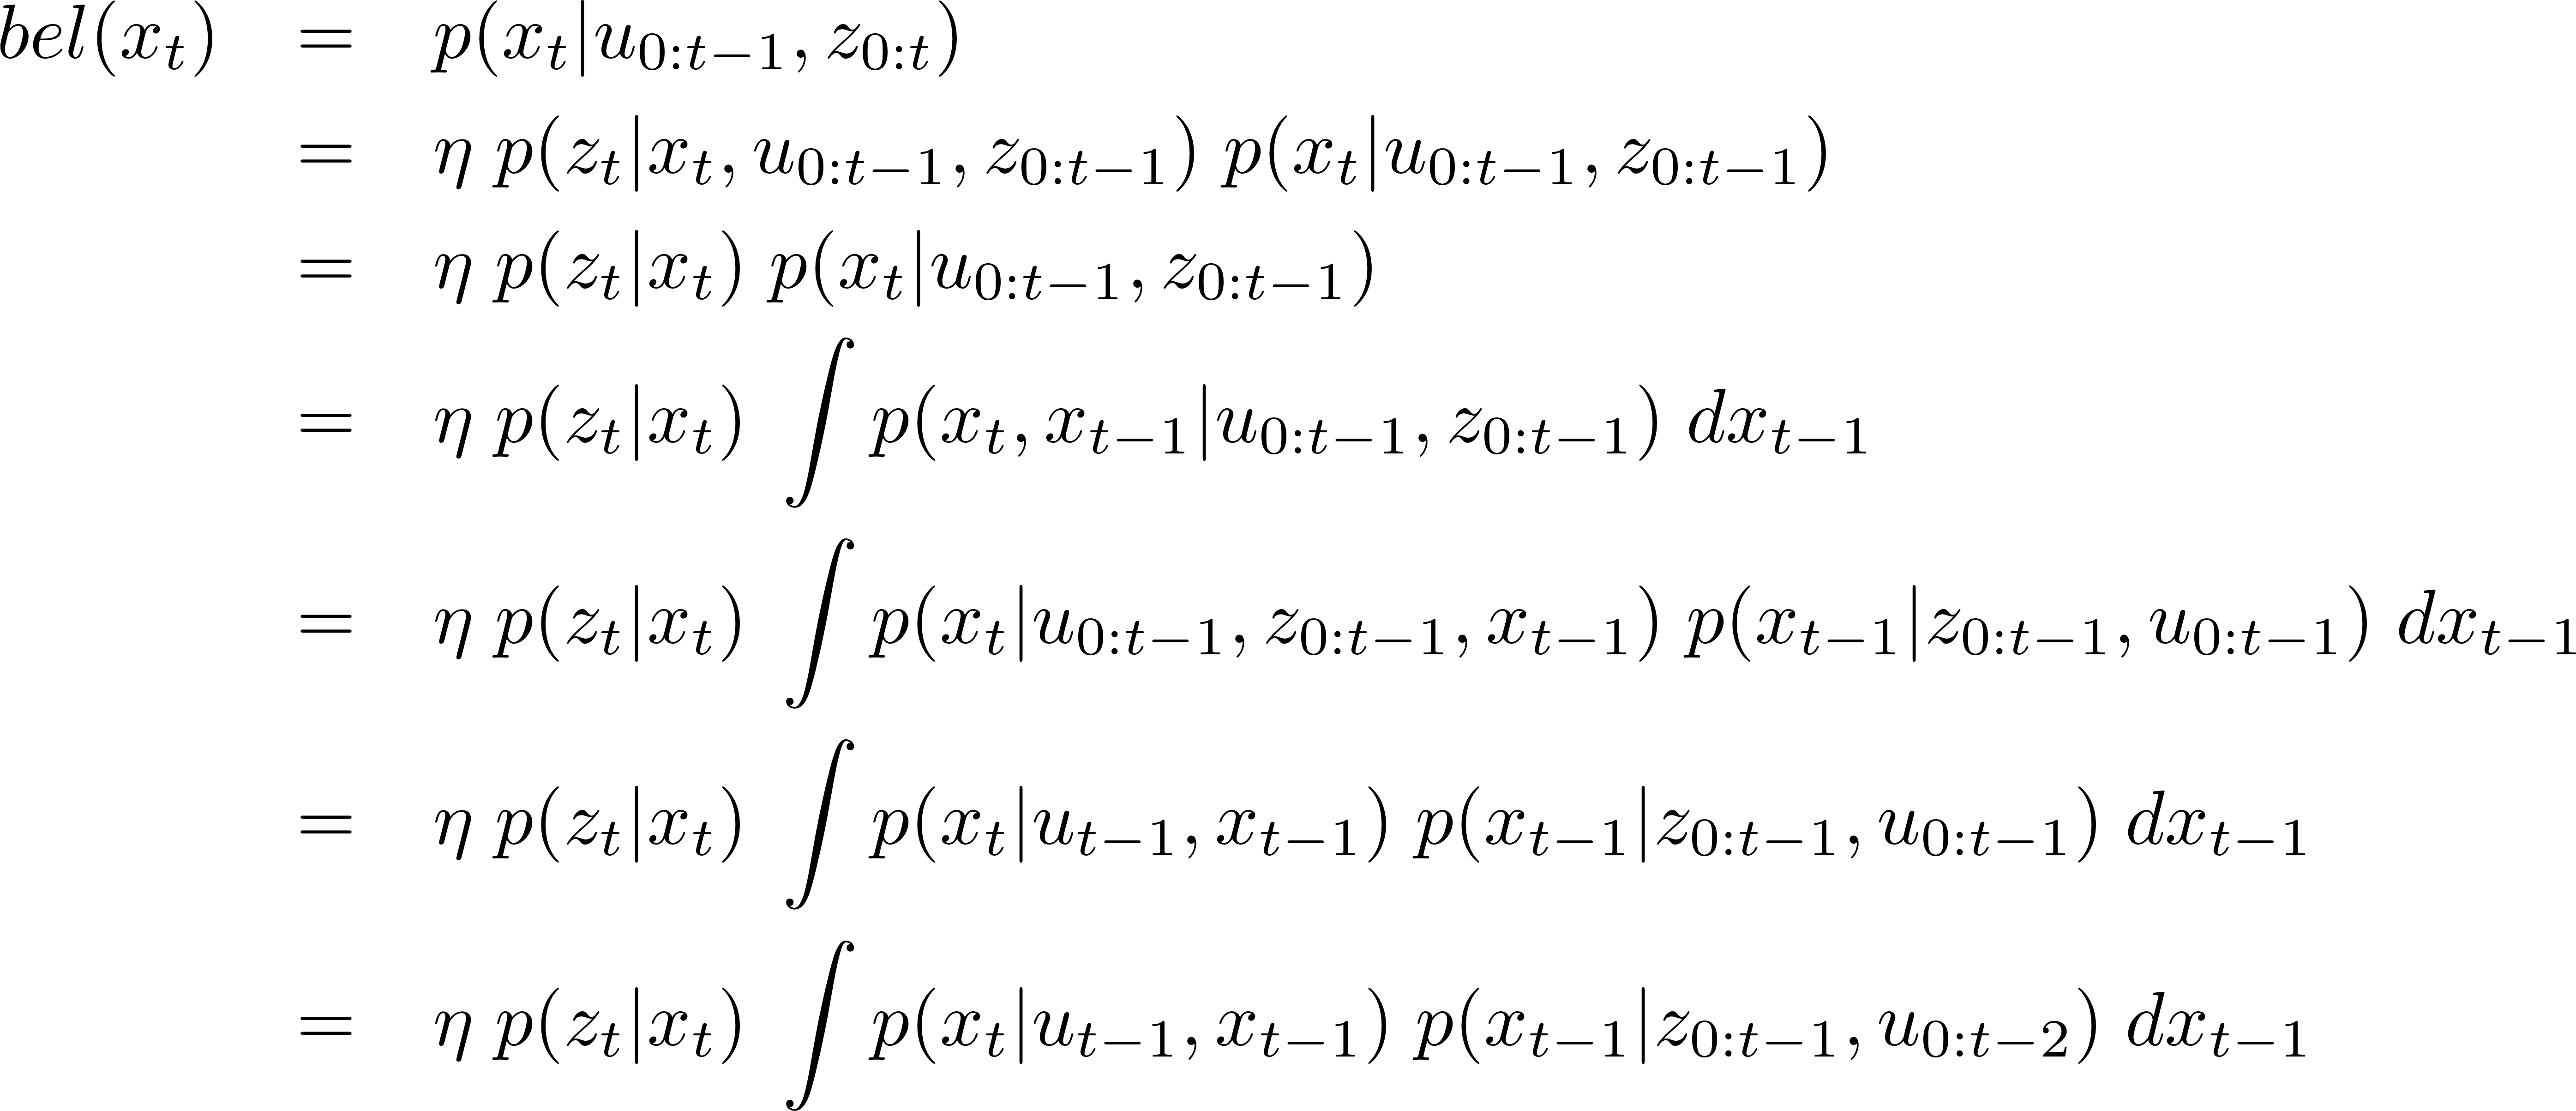 bel(x_t) = p(x_t|u_{0:t−1}, z_{0:t})
= η p(z_t|x_t, u_{0:t−1}, z_{0:t−1}) p(x_t|u_{0:t−1}, z_{0:t−1})
= η p(z_t|x_t) p(x_t|u_{0:t−1}, z_{0:t−1})
= η p(z_t|x_t) ∫ p(x_t, x_{t−1}|u_{0:t−1}, z_{0:t−1}) dx_{t−1}
= η p(z_t|x_t) ∫ p(x_t|u_{0:t−1}, z_{0:t−1}, x_{t−1}) p(x_{t−1}|z_{0:t−1}, u_{0:t−1}) dx_{t−1}
= η p(z_t|x_t) ∫ p(x_t|u_{t−1}, x_{t−1}) p(x_{t−1}|z_{0:t−1}, u_{0:t−1}) dx_{t−1}
= η p(z_t|x_t) ∫ p(x_t|u_{t−1}, x_{t−1}) p(x_{t−1}|z_{0:t−1}, u_{0:t−2}) dx_{t−1}